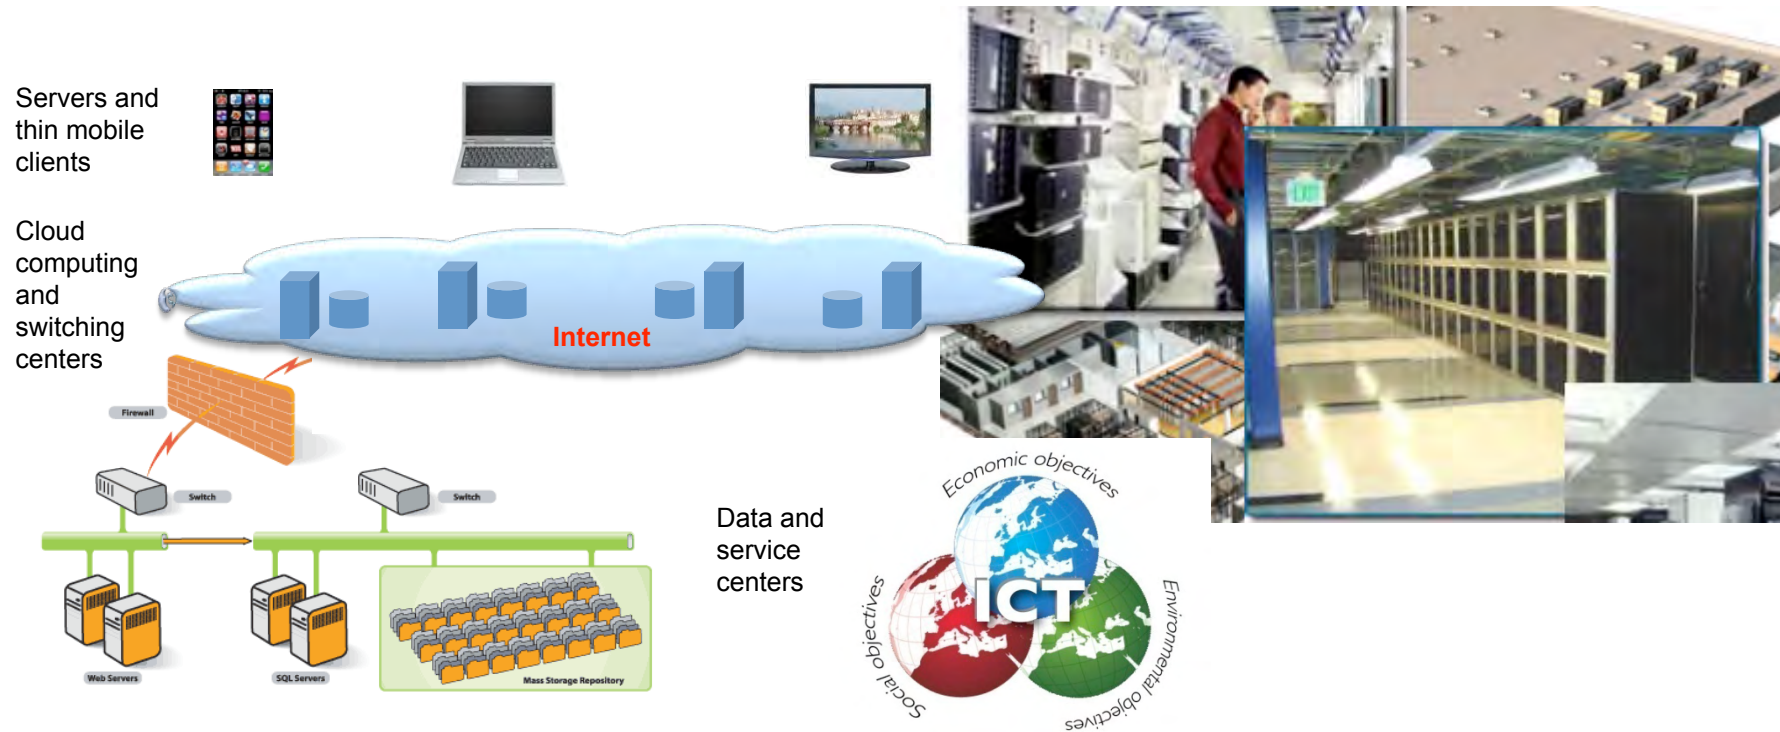 Servers and
thin mobile
clients
Cloud
computing
and
switching
centers
Internet
Firewall
Switch
Switch
Web Servers
SQL Servers
Mass Storage Repository
Data and
service
centers
Economic objectives
Social objectives
Environmental objectives
ICT
EXIT